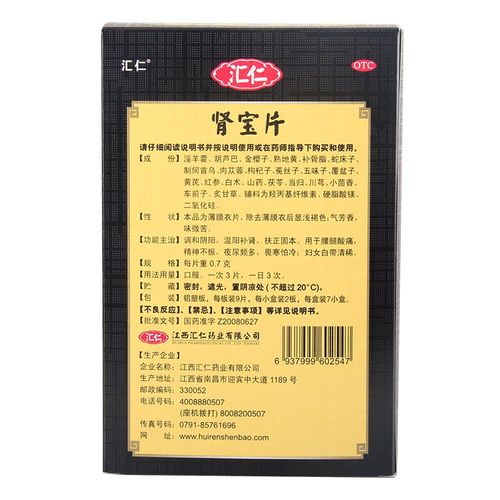 汇仁®
汇仁
OTC
肾宝片
请仔细阅读说明书并按说明使用或在药师指导下购买和使用。
【成 份】淫羊藿、胡芦巴、金樱子、熟地黄、补骨脂、蛇床子、
制何首乌、肉苁蓉、枸杞子、菟丝子、五味子、覆盆子、
黄芪、红参、白术、山药、茯苓、当归、川芎、小茴香、
车前子、炙甘草。辅料为羟丙基纤维素、硬脂酸镁、
二氧化硅。
【性 状】本品为薄膜衣片，除去薄膜衣后显浅褐色；气芳香，
味微苦。
【功能主治】调和阴阳，温阳补肾，扶正固本。用于腰腿酸痛，
精神不振，夜尿频多，畏寒怕冷；妇女白带清稀。
【规 格】每片重0.7克
【用法用量】口服。一次3片，一日3次。
【贮 藏】密封，遮光，置阴凉处（不超过20°C）。
【包 装】铝塑板，每板装9片，每小盒装2板，每盒装7小盒。
【不良反应】、【禁忌】、【注意事项】等详见说明书。
【批准文号】国药准字 Z20080627
汇仁 江西汇仁药业有限公司
HUIREN PHARMACEUTICAL CO., LTD. JIANGXI
6 937999 602547
【生产企业】
企业名称：江西汇仁药业有限公司
生产地址：江西省南昌市迎宾中大道1189号
邮政编码：330052
电话号码：4008880507
(座机拨打) 8008200507
传真号码：0791-85761696
网 址：www.huirenshenbao.com